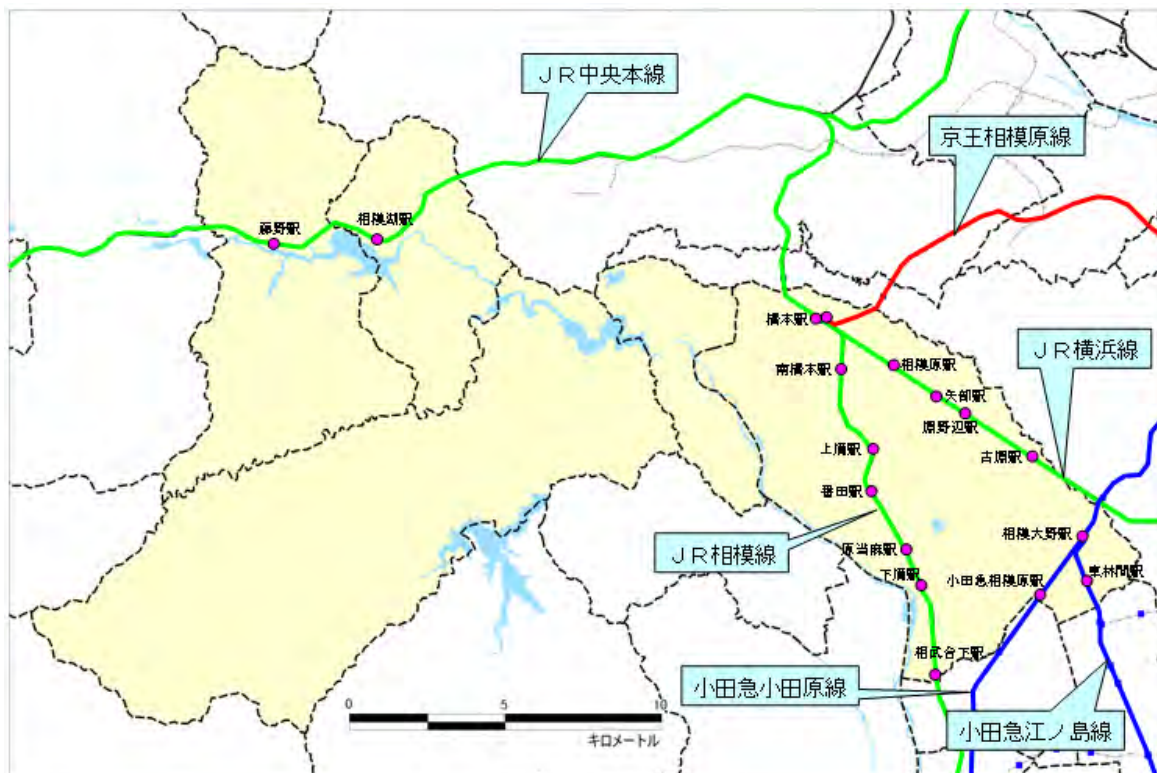 JR中央本線
京王相模原線
藤野駅
相模湖駅
橋本駅
JR横浜線
南橋本駅
相模原駅
矢部駅
淵野辺駅
上溝駅
古淵駅
番田駅
相模大野駅
JR相模線
原当麻駅
下溝駅
小田急相模原駅
東林間駅
相武台下駅
小田急小田原線
小田急江ノ島線
0
5
10
キロメートル